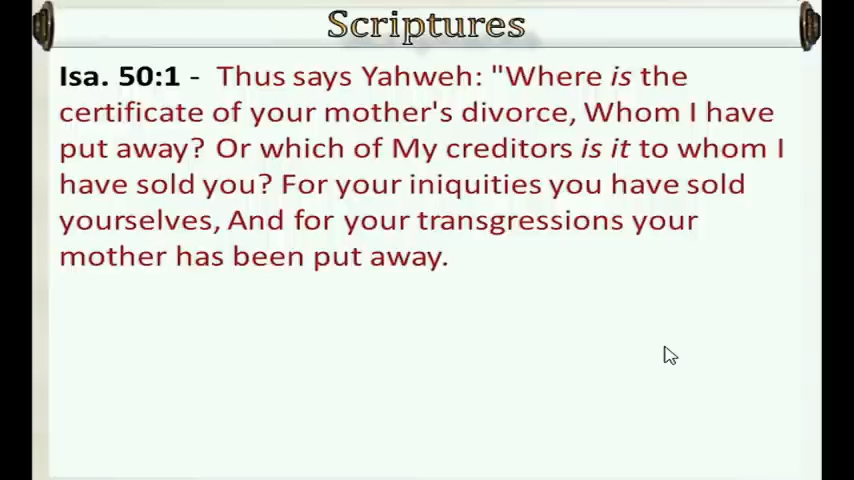 Scriptures
Isa. 50:1 - Thus says Yahweh: "Where is the
certificate of your mother's divorce, Whom I have
put away? Or which of My creditors is it to whom I
have sold you? For your iniquities you have sold
yourselves, And for your transgressions your
mother has been put away.